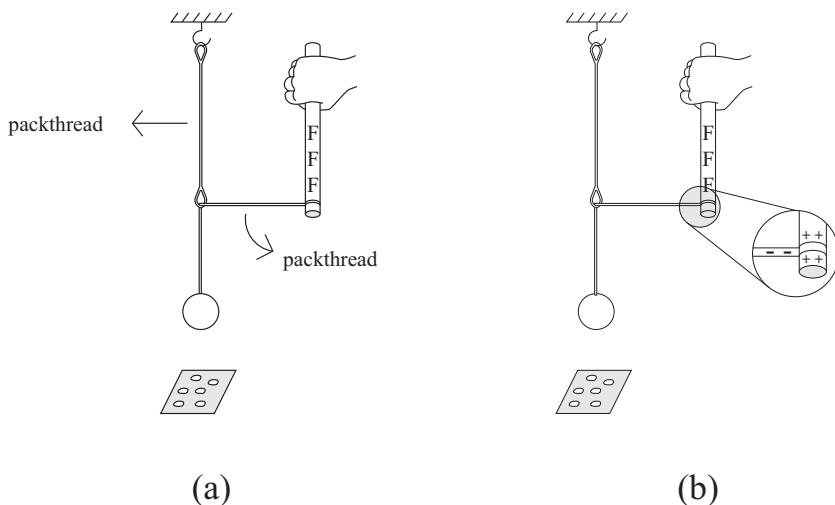 packthread
F
F
F
packthread
F
F
F
+ +
- -
+ +
(a)
(b)